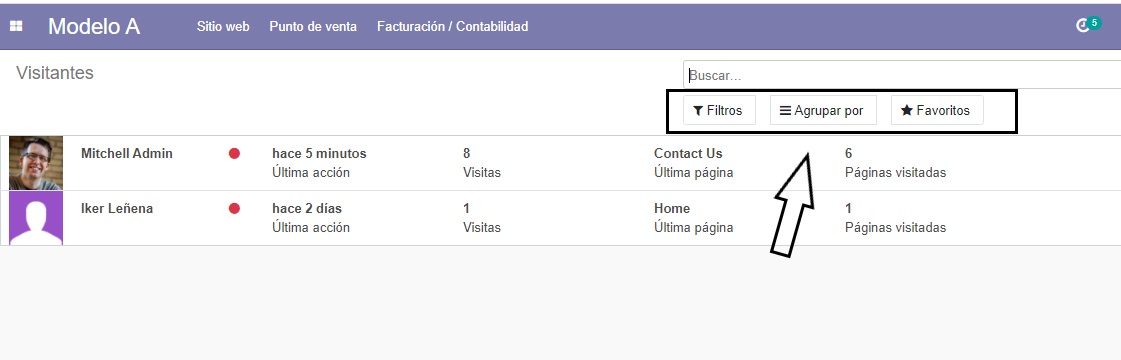 Modelo A Sitio web Punto de venta Facturación / Contabilidad 5
Visitantes
Buscar...
Filtros Agrupar por Favoritos
Mitchell Admin hace 5 minutos 8 Contact Us 6
Última acción Visitas Última página Páginas visitadas
Iker Leñena hace 2 días 1 Home 1
Última acción Visitas Última página Páginas visitadas